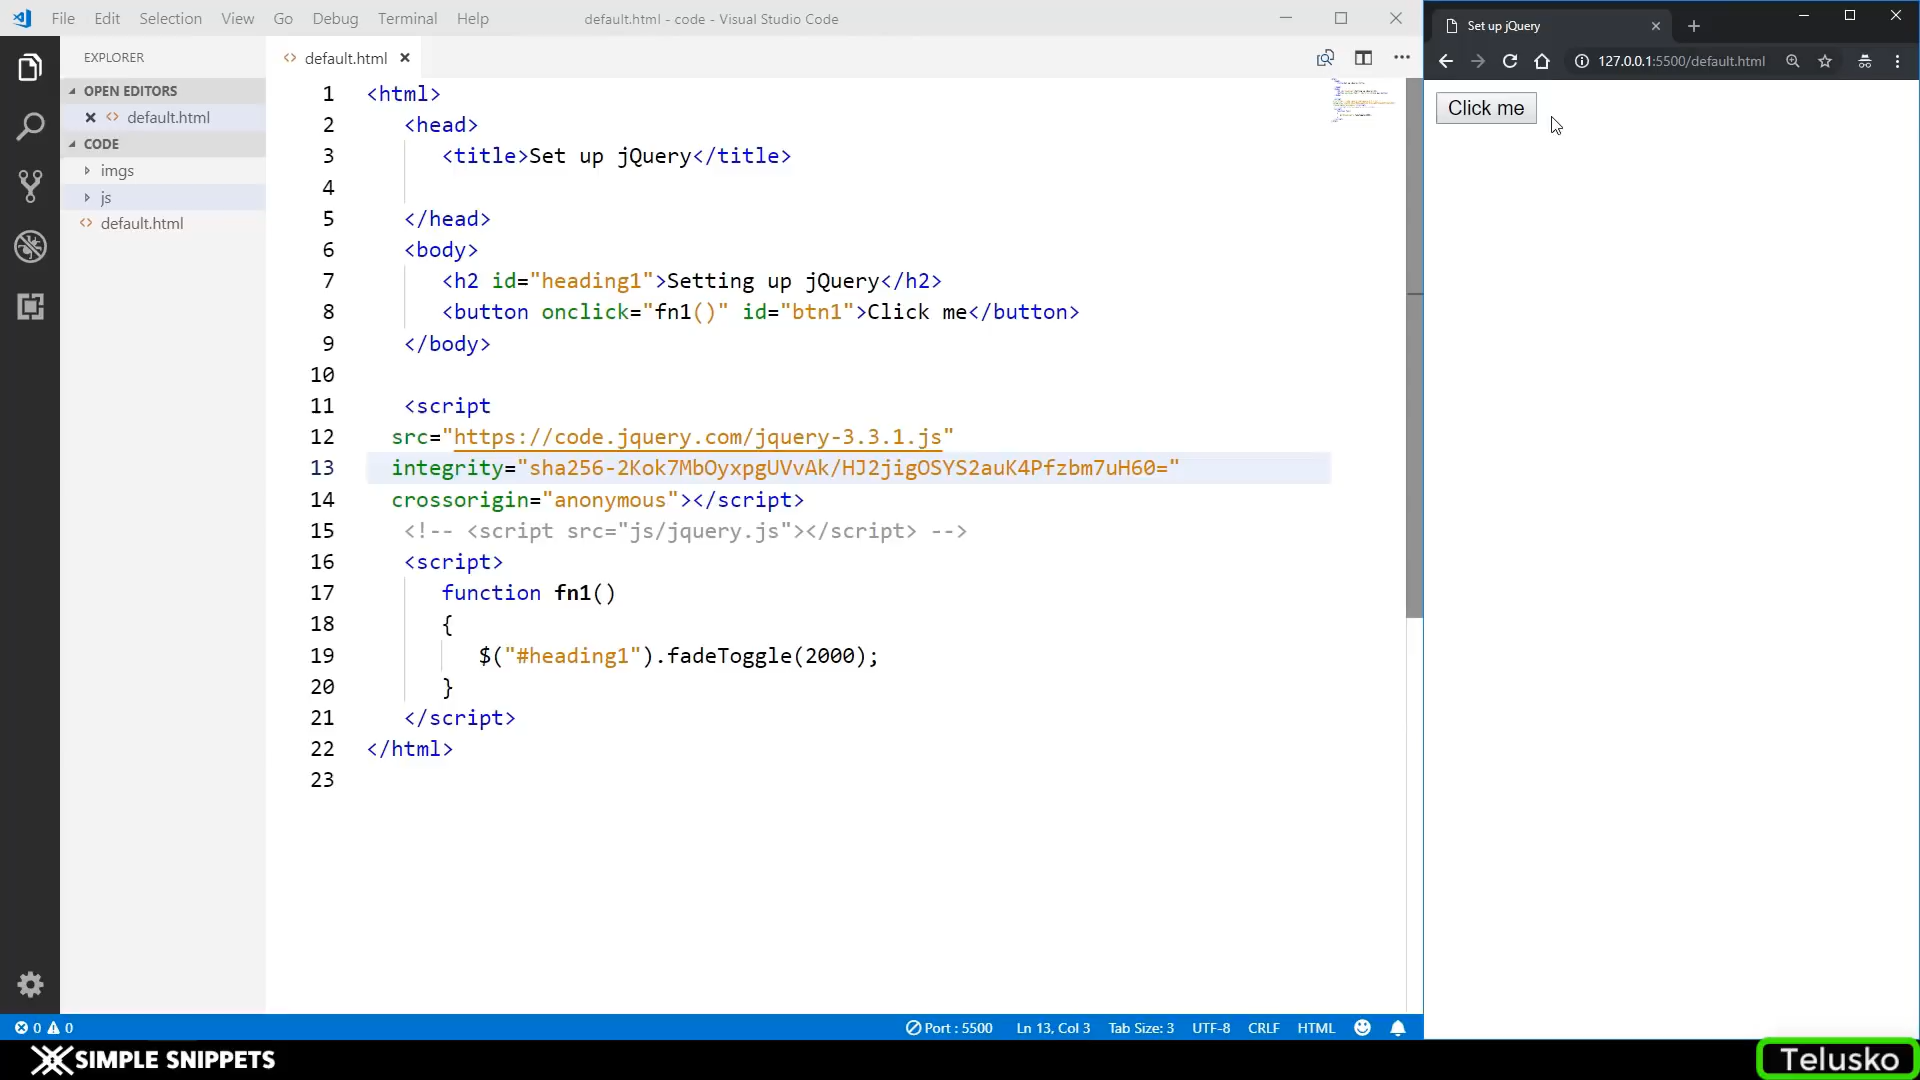 File Edit Selection View Go Debug Terminal Help
default.html - code - Visual Studio Code
EXPLORER
OPEN EDITORS
default.html
CODE
imgs
js
default.html
default.html
1 <html>
2 <head>
3 <title>Set up jQuery</title>
4
5 </head>
6 <body>
7 <h2 id="heading1">Setting up jQuery</h2>
8 <button onclick="fn1()" id="btn1">Click me</button>
9 </body>
10
11 <script
12 src="https://code.jquery.com/jquery-3.3.1.js"
13 integrity="sha256-2Kok7MbOyxpgUVvAk/HJ2jigOSYS2auK4Pfzbm7uH60="
14 crossorigin="anonymous"></script>
15 <!-- <script src="js/jquery.js"></script> -->
16 <script>
17 function fn1()
18 {
19 $("#heading1").fadeToggle(2000);
20 }
21 </script>
22 </html>
23
0 0
Port : 5500 Ln 13, Col 3 Tab Size: 3 UTF-8 CRLF HTML
Set up jQuery
127.0.0.1:5500/default.html
Click me
SIMPLE SNIPPETS
Telusko